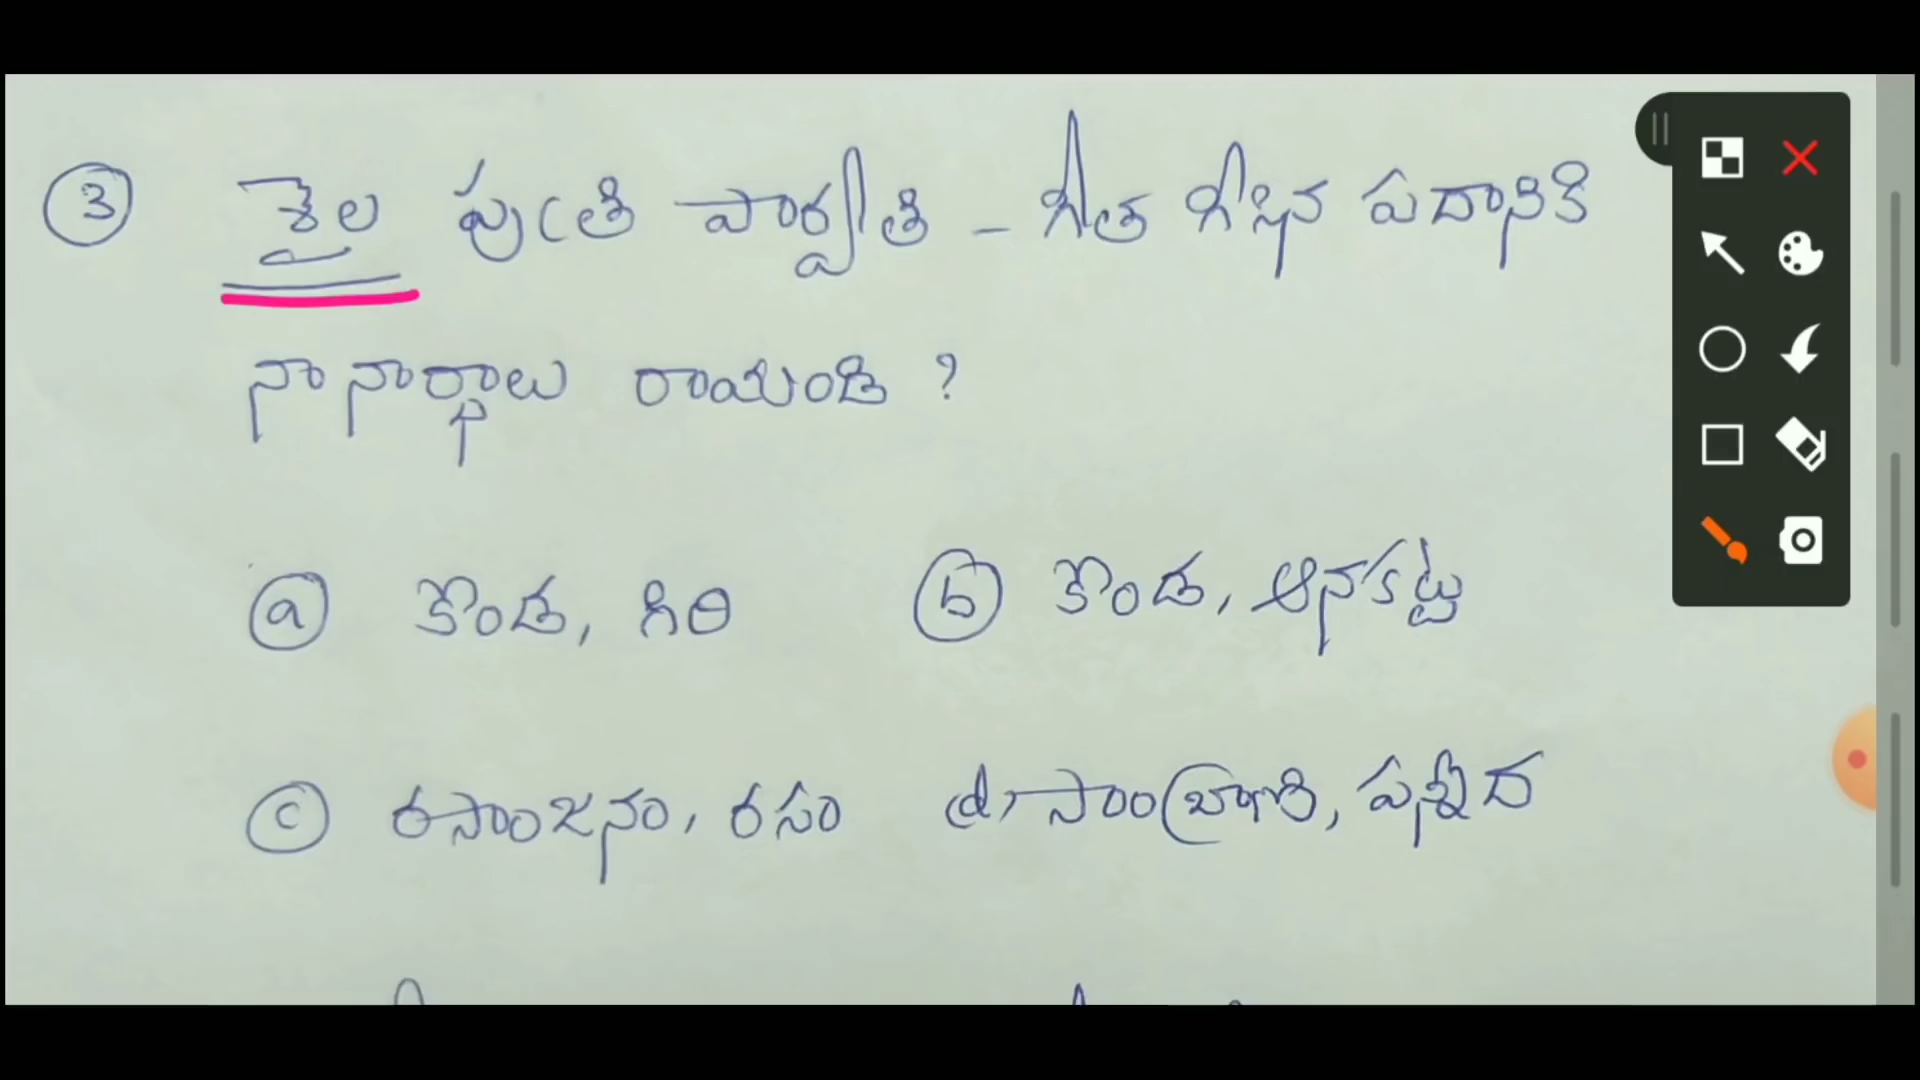 3 శైల పుత్రి పార్వతి - గీత గీసిన పదానికి
నానార్థాలు రాయండి ?
a కొండ, గిరి b కొండ, ఆనకట్ట
c రసాంజనం, రసం d, సాంబ్రాణి, పన్నీర